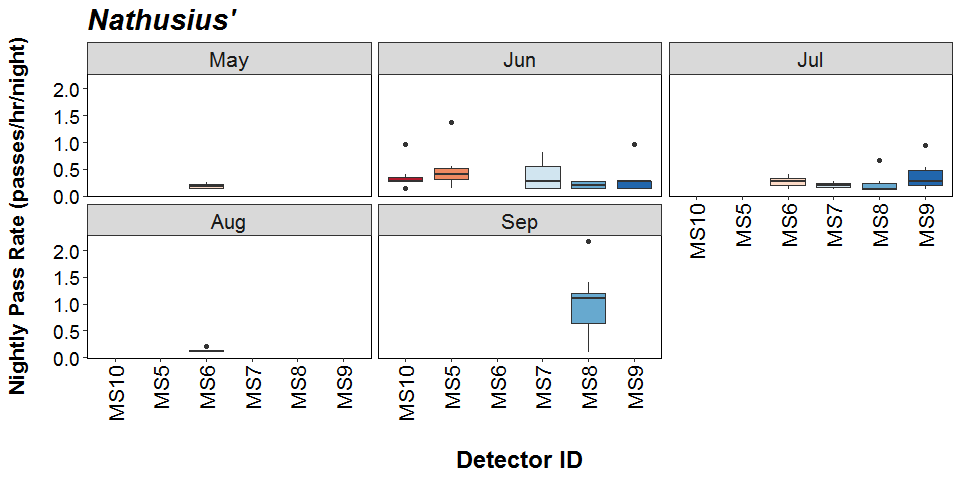 Nathusius'
Nightly Pass Rate (passes/hr/night)
May
Jun
Jul
2.0
1.5
1.0
0.5
0.0
MS10
MS5
MS6
MS7
MS8
MS9
Aug
Sep
2.0
1.5
1.0
0.5
0.0
MS10
MS5
MS6
MS7
MS8
MS9
MS10
MS5
MS6
MS7
MS8
MS9
Detector ID